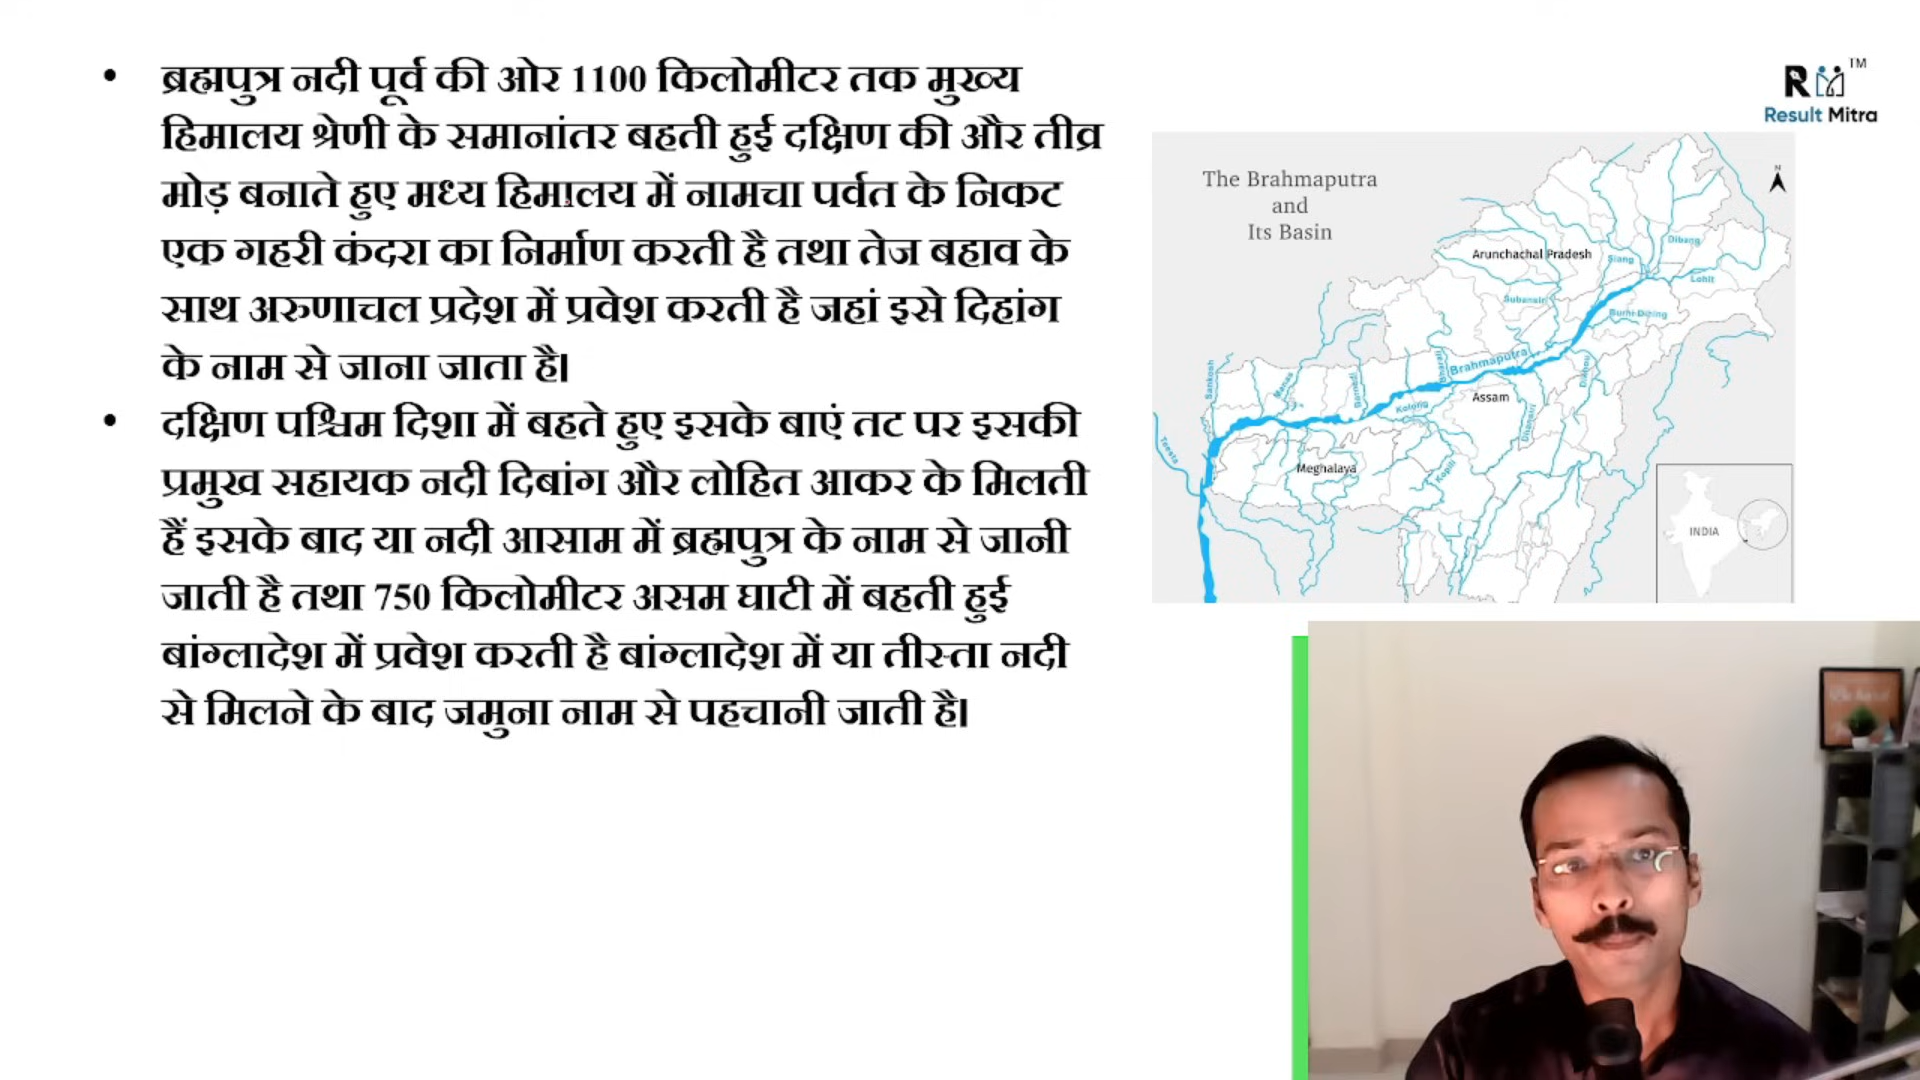 ब्रह्मपुत्र नदी पूर्व की ओर 1100 किलोमीटर तक मुख्य
हिमालय श्रेणी के समानांतर बहती हुई दक्षिण की और तीव्र
मोड़ बनाते हुए मध्य हिमालय में नामचा पर्वत के निकट
एक गहरी कंदरा का निर्माण करती है तथा तेज बहाव के
साथ अरुणाचल प्रदेश में प्रवेश करती है जहां इसे दिहांग
के नाम से जाना जाता है।
दक्षिण पश्चिम दिशा में बहते हुए इसके बाएं तट पर इसकी
प्रमुख सहायक नदी दिबांग और लोहित आकर के मिलती
हैं इसके बाद या नदी आसाम में ब्रह्मपुत्र के नाम से जानी
जाती है तथा 750 किलोमीटर असम घाटी में बहती हुई
बांग्लादेश में प्रवेश करती है बांग्लादेश में या तीस्ता नदी
से मिलने के बाद जमुना नाम से पहचानी जाती है।
RM TM
Result Mitra
The Brahmaputra
and
Its Basin
N
Dibang
Arunchachal Pradesh
Siang
Lohit
Subansiri
Burhi-Dihing
Brahmaputra
Sankosh
Manas
Assam
Kolong
Teesta
Meghalaya
Kopili
INDIA